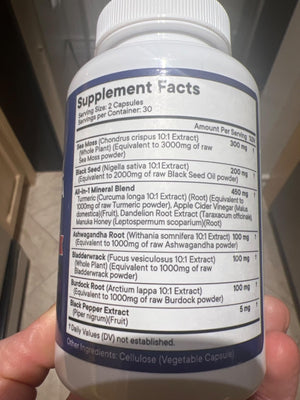 Supplement Facts
Serving Size: 2 Capsules
Servings per Container: 30
Amount Per Serving %DV
Sea Moss (Chondrus crispus 10:1 Extract) 300 mg †
(Whole Plant) (Equivalent to 3000mg of raw
Sea Moss powder)
Black Seed (Nigella sativa 10:1 Extract) 200 mg †
(Equivalent to 2000mg of raw Black Seed Oil powder)
All-in-1 Mineral Blend 450 mg †
Turmeric (Curcuma longa 10:1 Extract) (Root) (Equiv to
1000mg of raw Turmeric powder), Apple Cider Vinegar (Malus
domestica)(Fruit), Dandelion Root Extract (Taraxacum officinale)
Manuka Honey (Leptospermum scoparium)(Root)
Ashwagandha Root (Withania somnifera 10:1 Extract) 100 mg †
(Equivalent to 1000mg of raw Ashwagandha powder)
Bladderwrack (Fucus vesiculosus 10:1 Extract) 100 mg †
(Whole Plant) (Equivalent to 1000mg of raw
Bladderwrack powder)
Burdock Root (Arctium lappa 10:1 Extract) 100 mg †
(Equivalent to 1000mg of raw Burdock powder)
Black Pepper Extract 5 mg †
(Piper nigrum)(Fruit)
† Daily Values (DV) not established.
Other Ingredients: Cellulose (Vegetable Capsule)